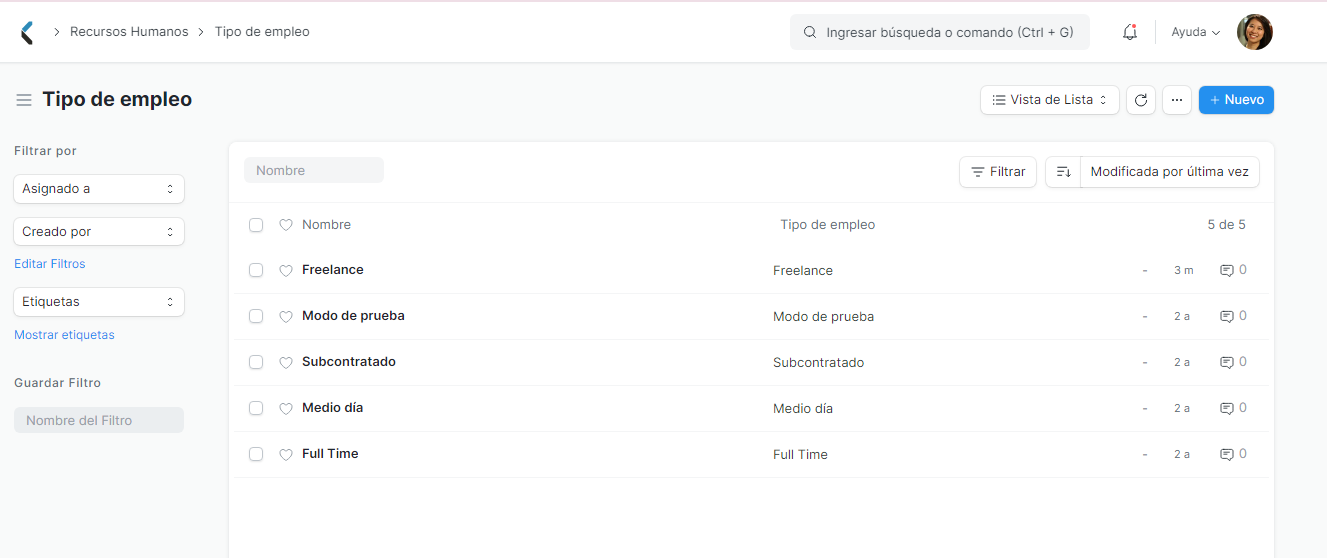 Recursos Humanos Tipo de empleo Ingresar búsqueda o comando (Ctrl + G) Ayuda
Tipo de empleo Vista de Lista ... + Nuevo
Filtrar por
Asignado a
Creado por
Editar Filtros
Etiquetas
Mostrar etiquetas
Guardar Filtro
Nombre del Filtro
Nombre Filtrar Modificada por última vez
Nombre Tipo de empleo 5 de 5
Freelance Freelance - 3 m 0
Modo de prueba Modo de prueba - 2 a 0
Subcontratado Subcontratado - 2 a 0
Medio día Medio día - 2 a 0
Full Time Full Time - 2 a 0